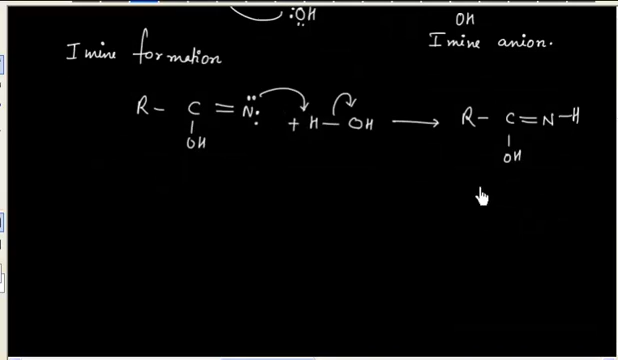 :OH
OH
Imine formation
Imine anion.
R - C = N: + H - OH → R - C = N - H
OH
OH